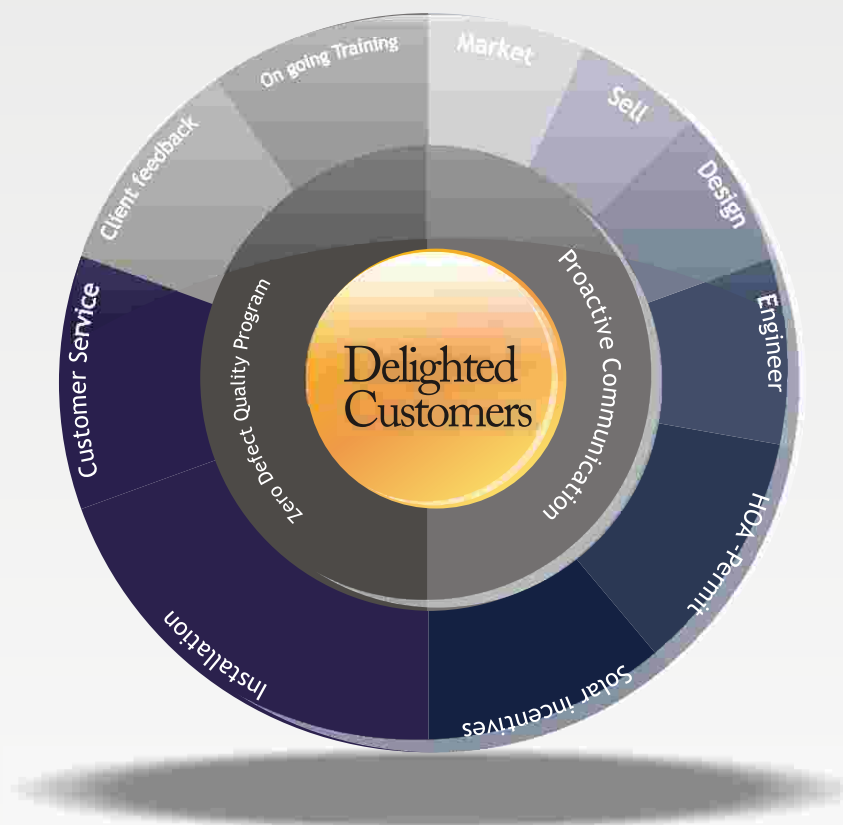 On going Training
Market
Sell
Design
Engineer
HOA -Permit
Solar incentives
Installation
Customer Service
Client feedback
Zero Defect Quality Program
Proactive Communication
Delighted
Customers